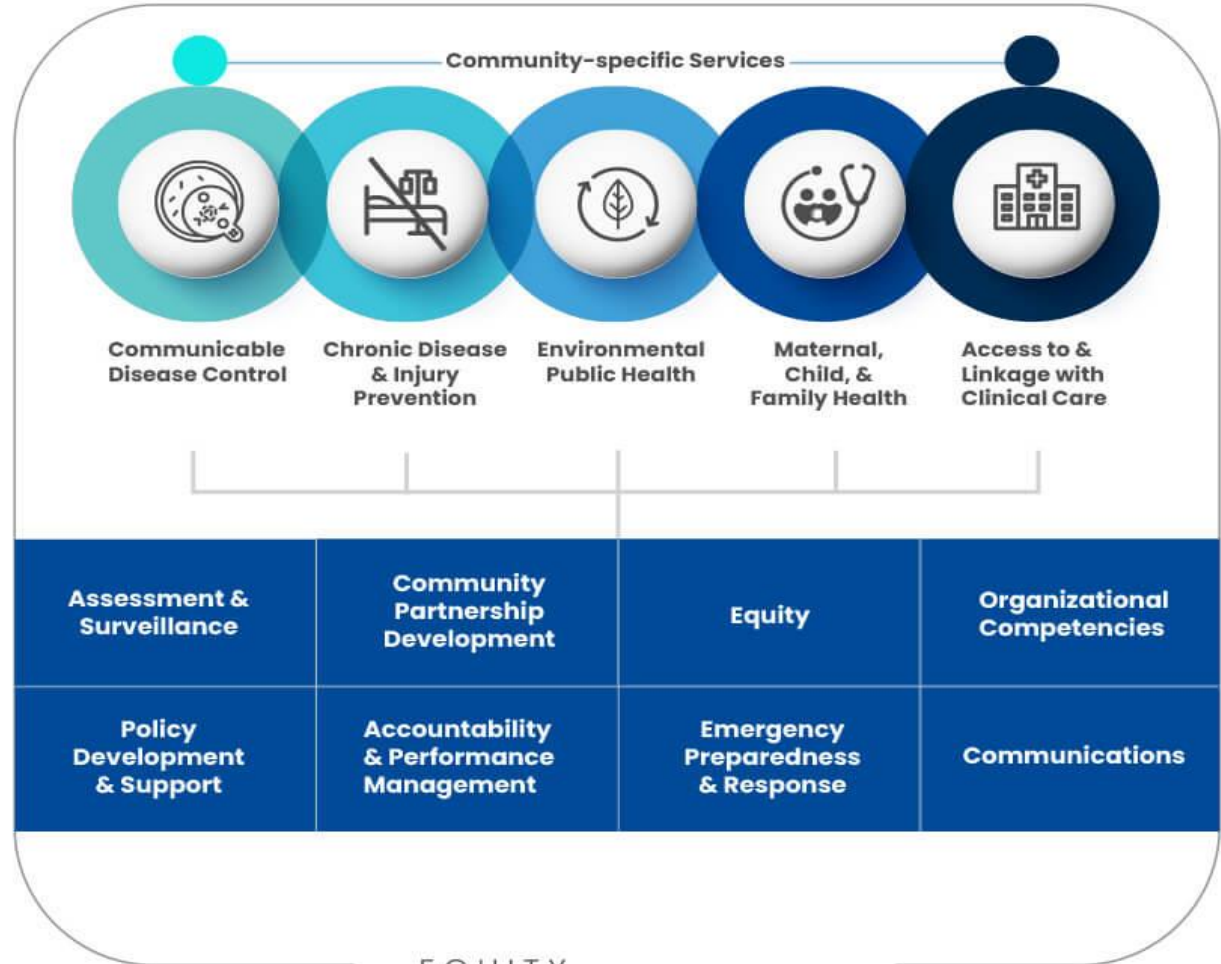 Community-specific Services
Communicable
Disease Control
Chronic Disease
& Injury
Prevention
Environmental
Public Health
Maternal,
Child, &
Family Health
Access to &
Linkage with
Clinical Care
Assessment &
Surveillance
Community
Partnership
Development
Equity
Organizational
Competencies
Policy
Development
& Support
Accountability
& Performance
Management
Emergency
Preparedness
& Response
Communications
EQUITY